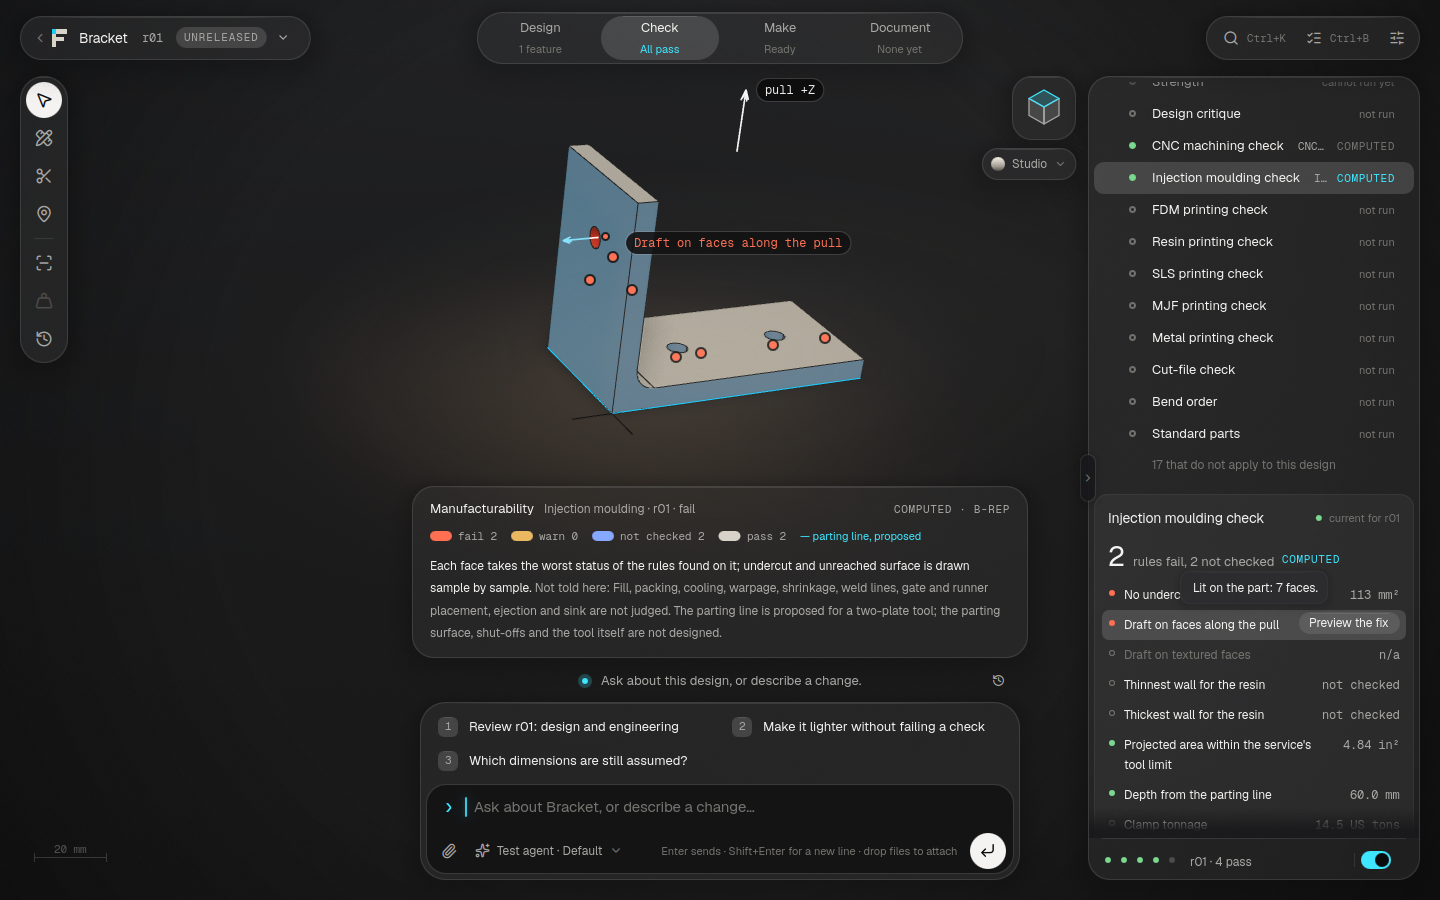 Bracket r01 UNRELEASED
Design
1 feature
Check
All pass
Make
Ready
Document
None yet
Ctrl+K
Ctrl+B
pull +Z
Studio
Draft on faces along the pull
20 mm
Strength cannot run yet
Design critique not run
CNC machining check CNC… COMPUTED
Injection moulding check I… COMPUTED
FDM printing check not run
Resin printing check not run
SLS printing check not run
MJF printing check not run
Metal printing check not run
Cut-file check not run
Bend order not run
Standard parts not run
17 that do not apply to this design
Injection moulding check current for r01
2 rules fail, 2 not checked COMPUTED
Lit on the part: 7 faces.
No underc 113 mm²
Draft on faces along the pull Preview the fix
Draft on textured faces n/a
Thinnest wall for the resin not checked
Thickest wall for the resin not checked
Projected area within the service's 4.84 in²
tool limit
Depth from the parting line 60.0 mm
Clamp tonnage 14.5 US tons
r01 · 4 pass
Manufacturability Injection moulding · r01 · fail COMPUTED · B-REP
fail 2 warn 0 not checked 2 pass 2 — parting line, proposed
Each face takes the worst status of the rules found on it; undercut and unreached surface is drawn
sample by sample. Not told here: Fill, packing, cooling, warpage, shrinkage, weld lines, gate and runner
placement, ejection and sink are not judged. The parting line is proposed for a two-plate tool; the parting
surface, shut-offs and the tool itself are not designed.
Ask about this design, or describe a change.
1 Review r01: design and engineering
2 Make it lighter without failing a check
3 Which dimensions are still assumed?
Ask about Bracket, or describe a change…
Test agent · Default
Enter sends · Shift+Enter for a new line · drop files to attach